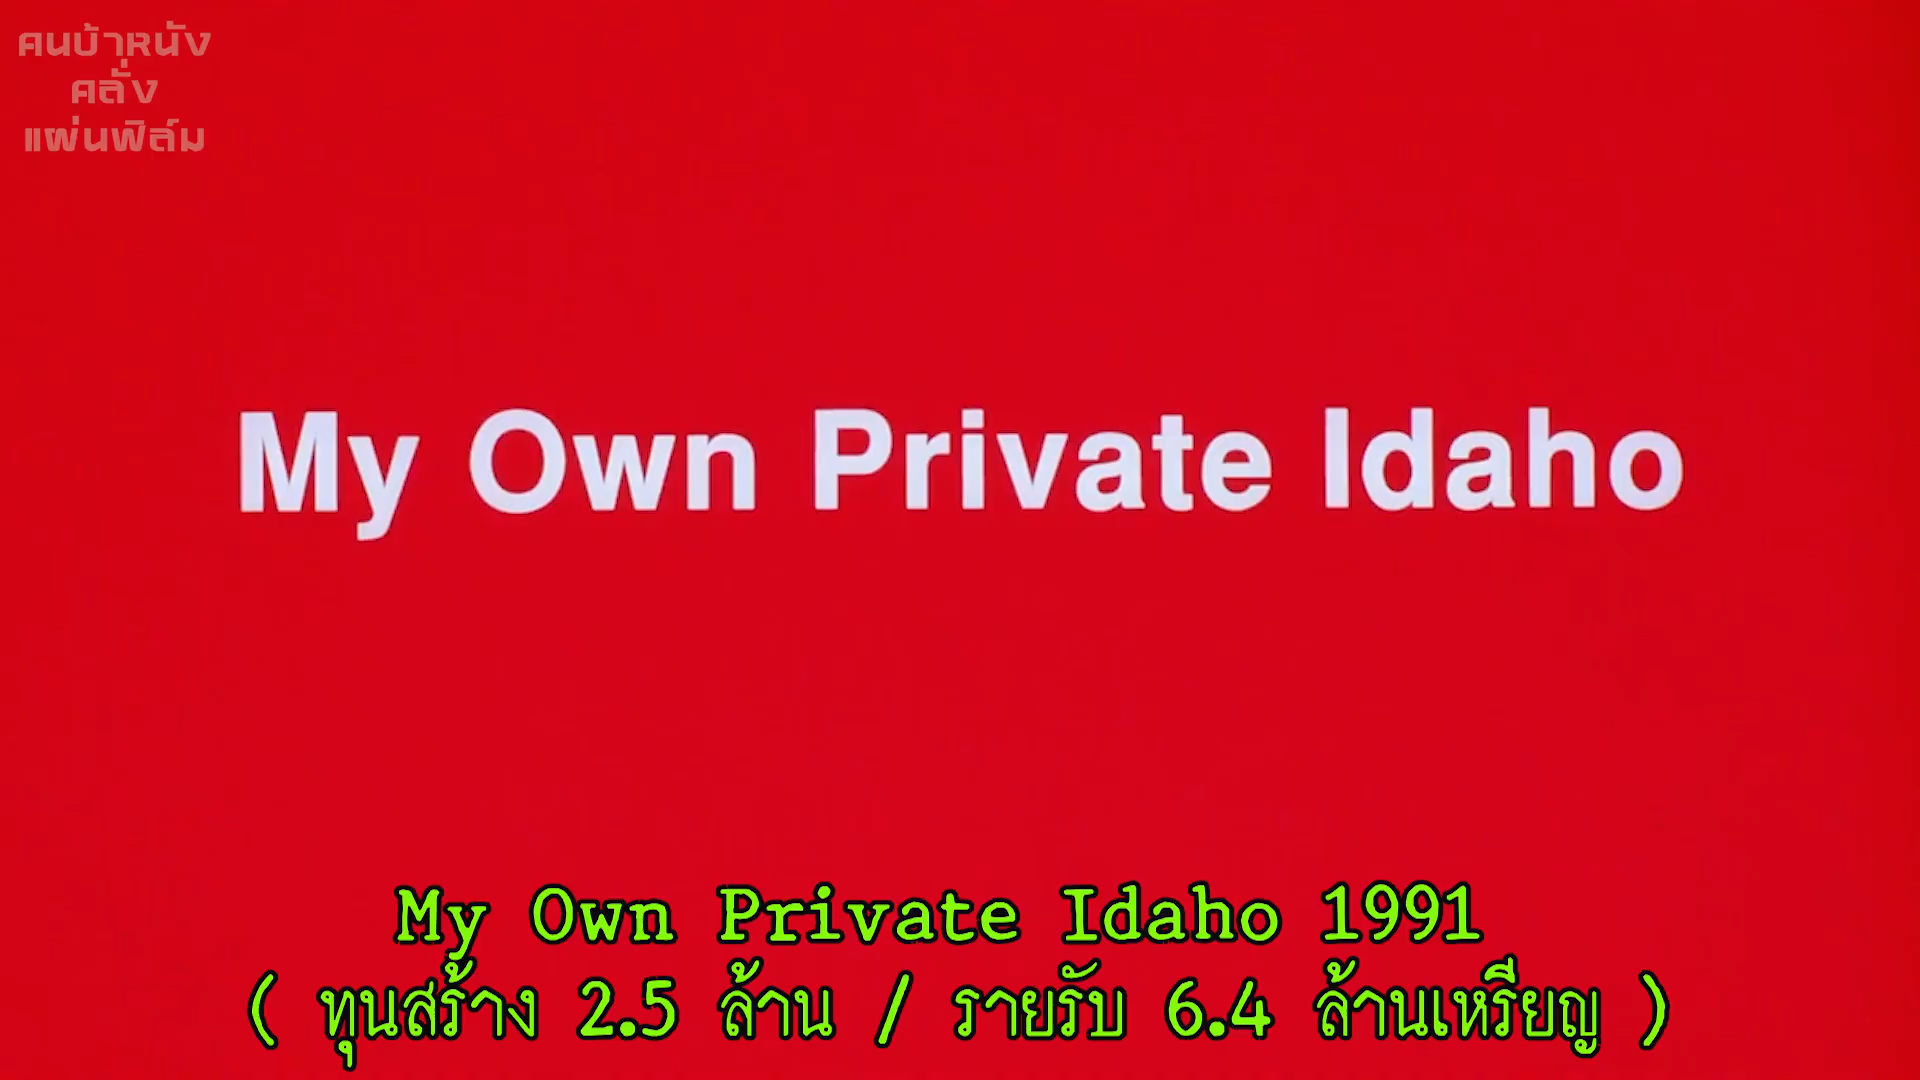 คนบ้าหนัง
คลั่ง
แผ่นฟิล์ม
My Own Private Idaho
My Own Private Idaho 1991
( ทุนสร้าง 2.5 ล้าน / รายรับ 6.4 ล้านเหรียญ )